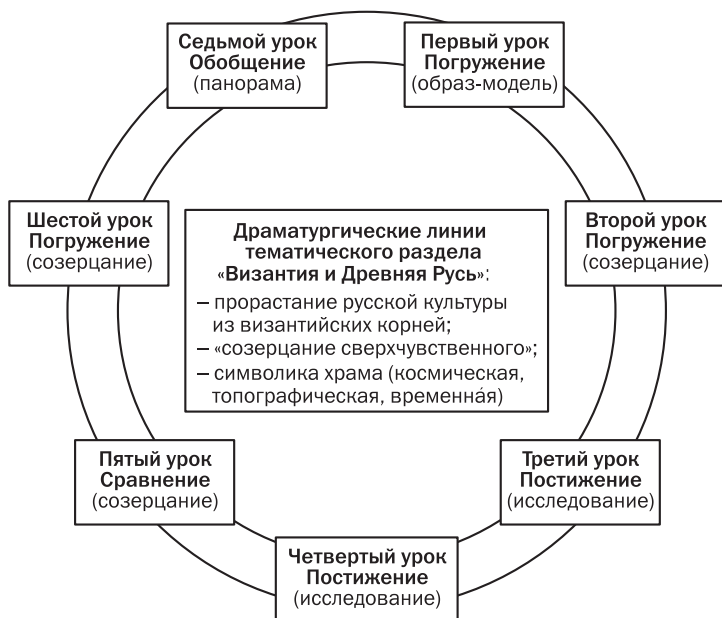 Седьмой урок
Обобщение
(панорама)
Первый урок
Погружение
(образ-модель)
Шестой урок
Погружение
(созерцание)
Второй урок
Погружение
(созерцание)
Драматургические линии
тематического раздела
«Византия и Древняя Русь»:
– прорастание русской культуры
из византийских корней;
– «созерцание сверхчувственного»;
– символика храма (космическая,
топографическая, временна́я)
Пятый урок
Сравнение
(созерцание)
Третий урок
Постижение
(исследование)
Четвертый урок
Постижение
(исследование)